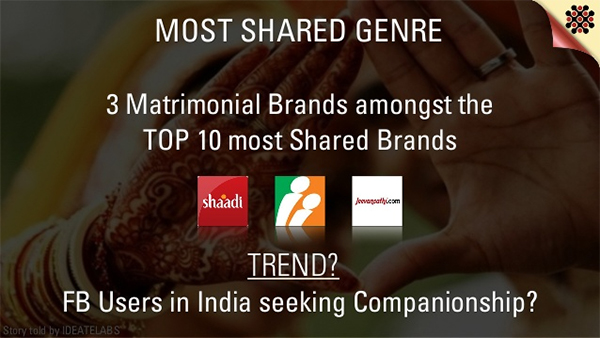 MOST SHARED GENRE
3 Matrimonial Brands amongst the
TOP 10 most Shared Brands
shaadi
Jeevansathi.com
TREND?
FB Users in India seeking Companionship?
Story told by IDEATELABS